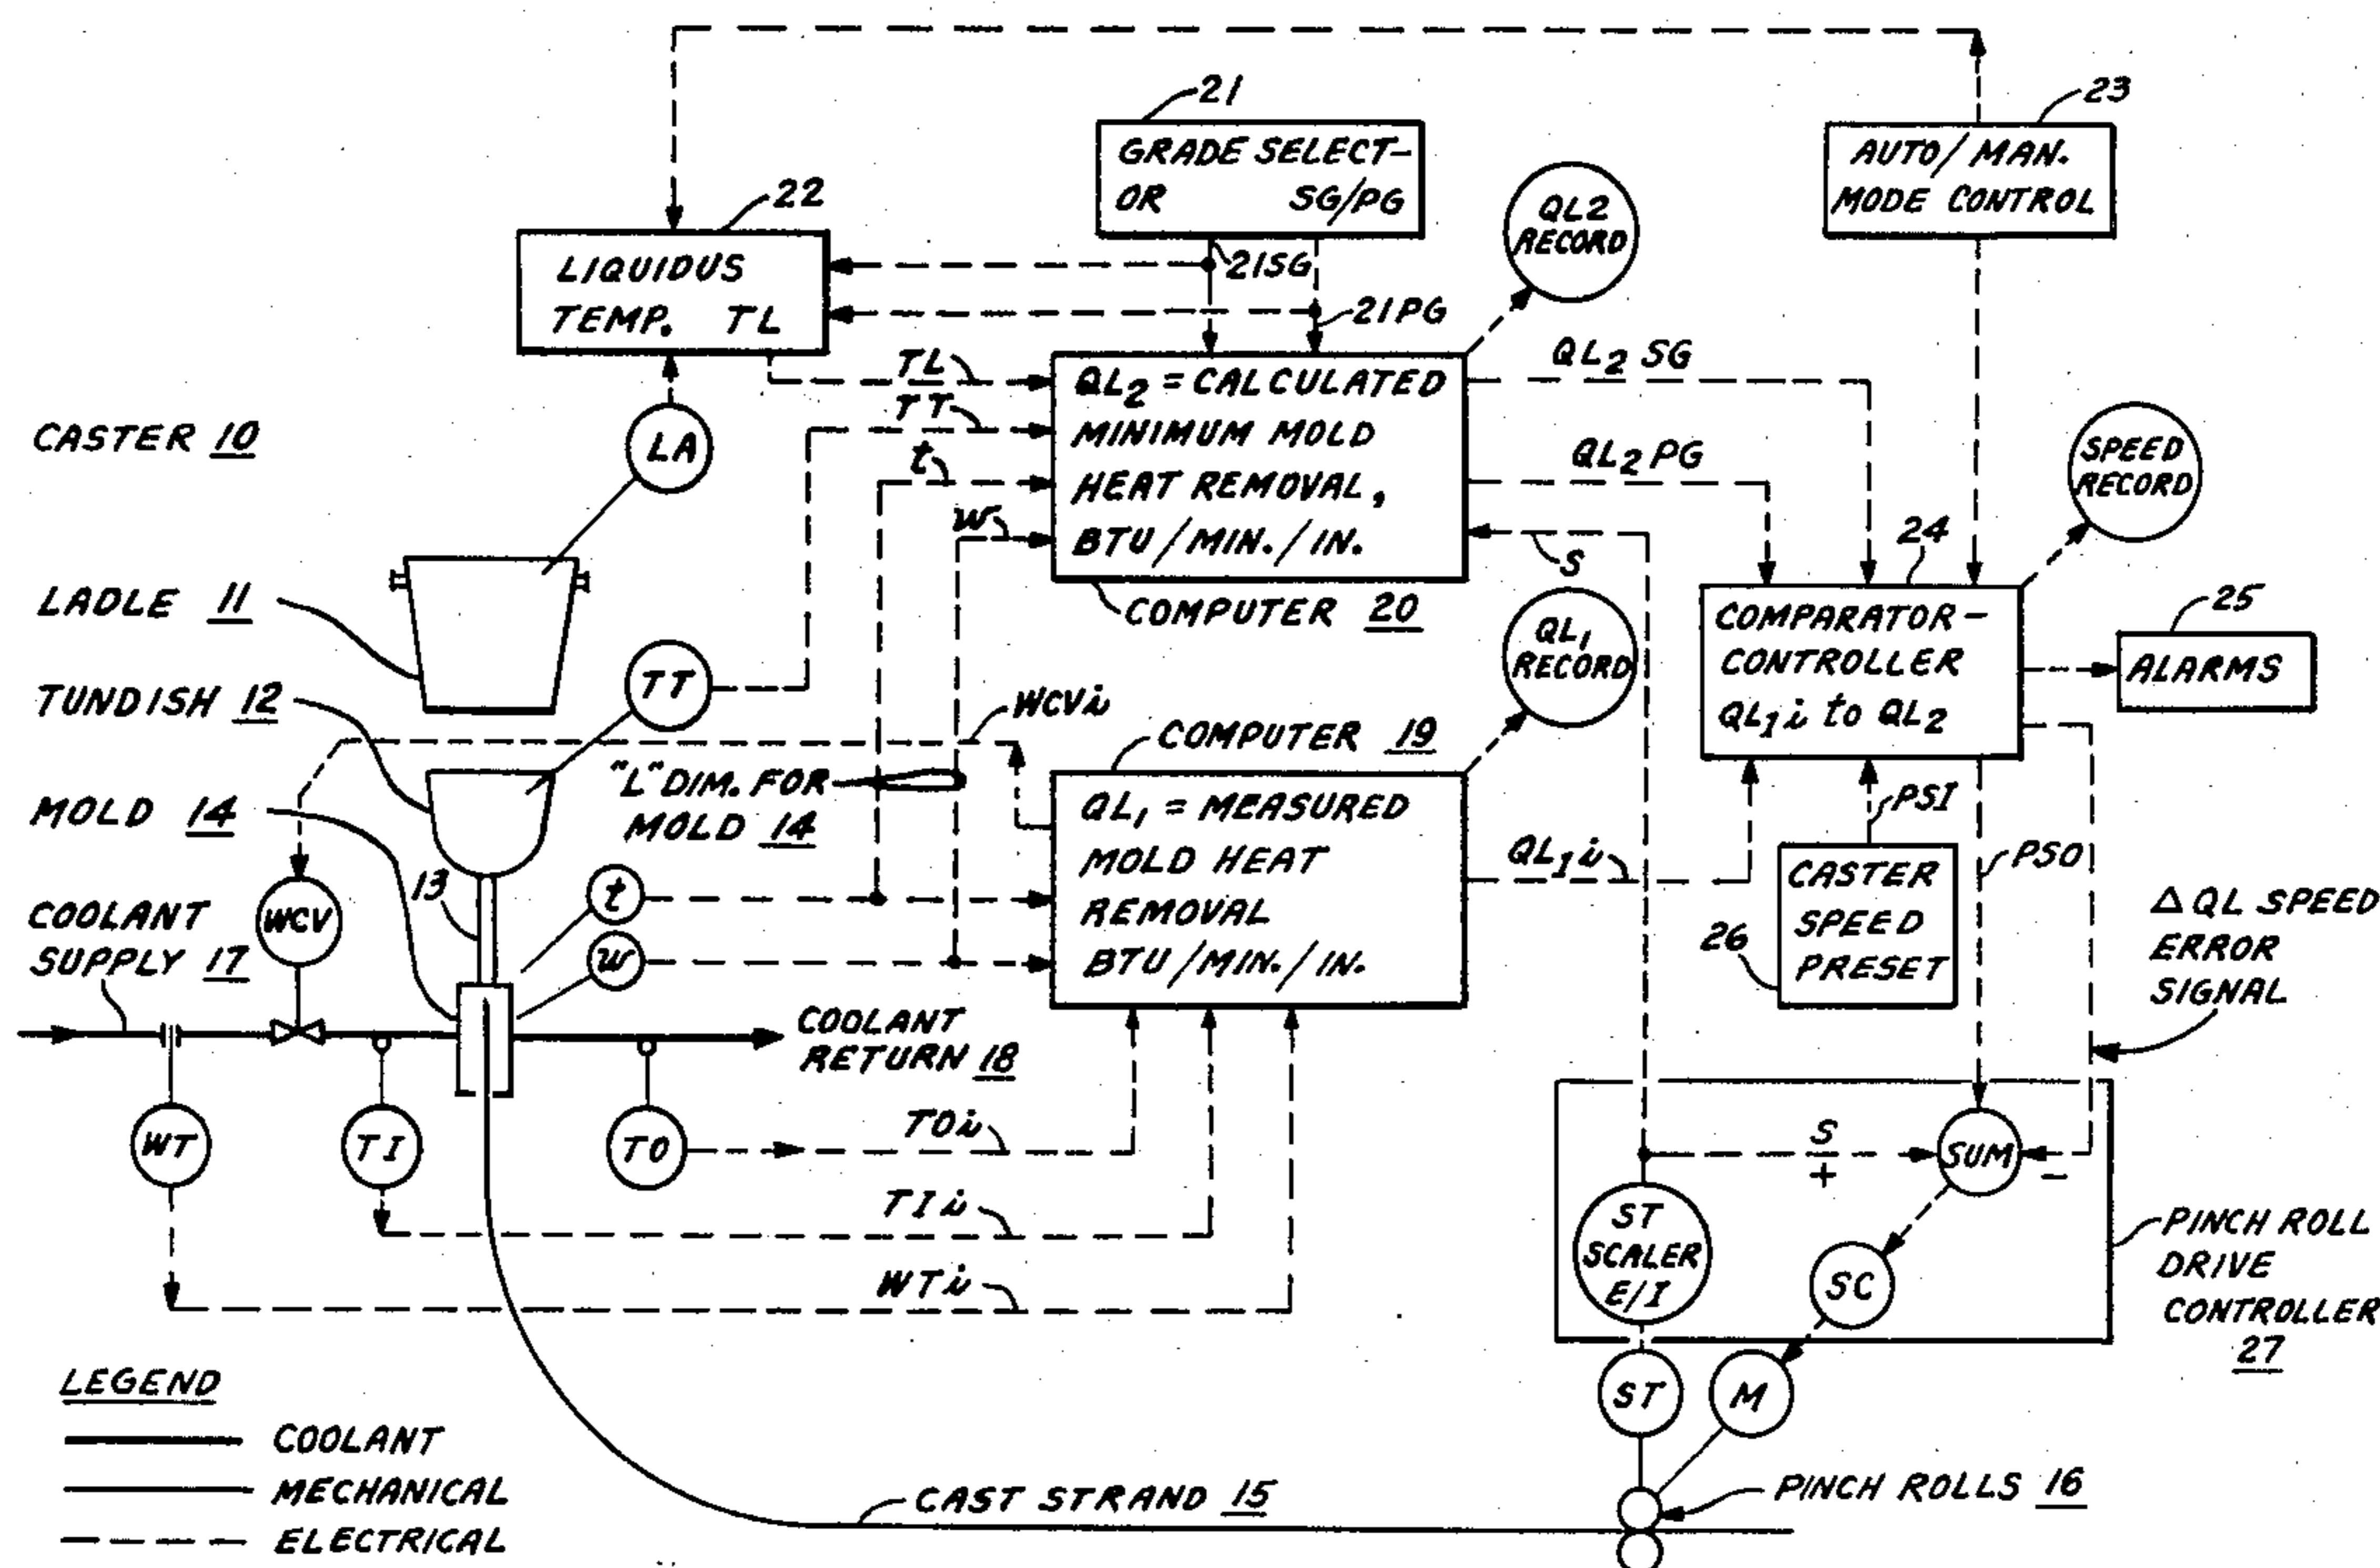 21
GRADE SELECT-
OR SG/PG
23
AUTO/MAN.
MODE CONTROL
22
LIQUIDUS
TEMP. TL
QL2
RECORD
21SG
21PG
TL
TT
t
w
QL₂ = CALCULATED
MINIMUM MOLD
HEAT REMOVAL,
BTU/MIN./IN.
COMPUTER 20
QL₂ SG
QL₂ PG
S
SPEED
RECORD
CASTER 10
LA
LADLE 11
TUNDISH 12
TT
MOLD 14
13
24
COMPARATOR-
CONTROLLER
QL₁i to QL₂
25
ALARMS
QL₁
RECORD
WCVi
COMPUTER 19
"L" DIM. FOR
MOLD 14
QL₁ = MEASURED
MOLD HEAT
REMOVAL
BTU/MIN./IN.
QL₁i
PSI
PSO
26
CASTER
SPEED
PRESET
Δ QL SPEED
ERROR
SIGNAL
COOLANT
SUPPLY 17
WCV
t
w
COOLANT
RETURN 18
WT
TI
TO
TOi
TIi
WTi
S
+
SUM
-
ST
SCALER
E/I
SC
PINCH ROLL
DRIVE
CONTROLLER
27
ST
M
PINCH ROLLS 16
CAST STRAND 15
LEGEND
COOLANT
MECHANICAL
ELECTRICAL